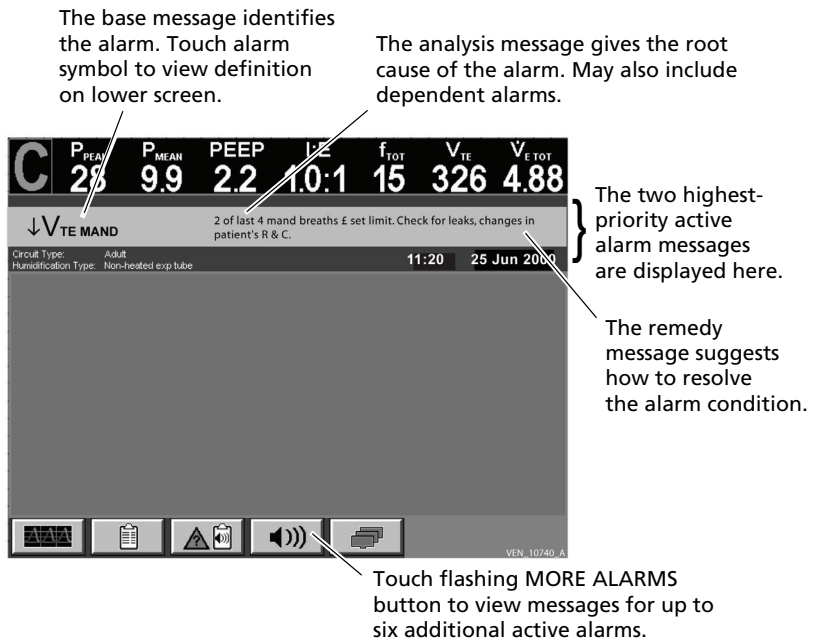 The base message identifies
the alarm. Touch alarm
symbol to view definition
on lower screen.
The analysis message gives the root
cause of the alarm. May also include
dependent alarms.
C
P PEAK P MEAN PEEP I:E f TOT V TE V̇ E TOT
28 9.9 2.2 1.0:1 15 326 4.88
↓V TE MAND
2 of last 4 mand breaths £ set limit. Check for leaks, changes in
patient's R & C.
The two highest-
priority active
alarm messages
are displayed here.
Circuit Type: Adult
Humidification Type: Non-heated exp tube
11:20 25 Jun 2000
The remedy
message suggests
how to resolve
the alarm condition.
VEN_10740_A
Touch flashing MORE ALARMS
button to view messages for up to
six additional active alarms.